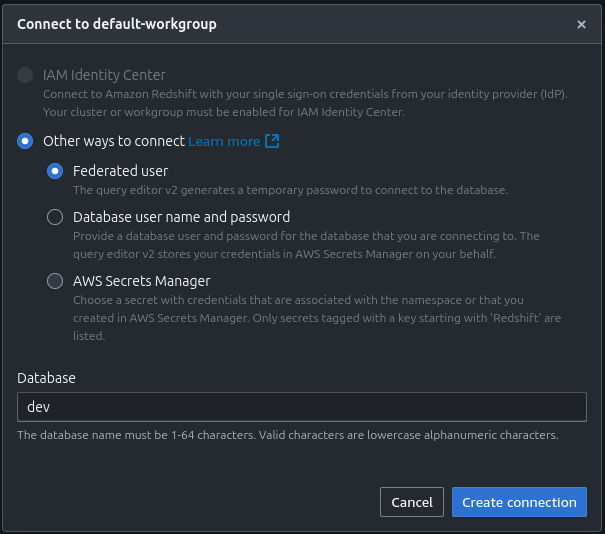 Connect to default-workgroup
IAM Identity Center
Connect to Amazon Redshift with your single sign-on credentials from your identity provider (IdP).
Your cluster or workgroup must be enabled for IAM Identity Center.
Other ways to connect Learn more
Federated user
The query editor v2 generates a temporary password to connect to the database.
Database user name and password
Provide a database user and password for the database that you are connecting to. The
query editor v2 stores your credentials in AWS Secrets Manager on your behalf.
AWS Secrets Manager
Choose a secret with credentials that are associated with the namespace or that you
created in AWS Secrets Manager. Only secrets tagged with a key starting with 'Redshift' are
listed.
Database
dev
The database name must be 1-64 characters. Valid characters are lowercase alphanumeric characters.
Cancel Create connection